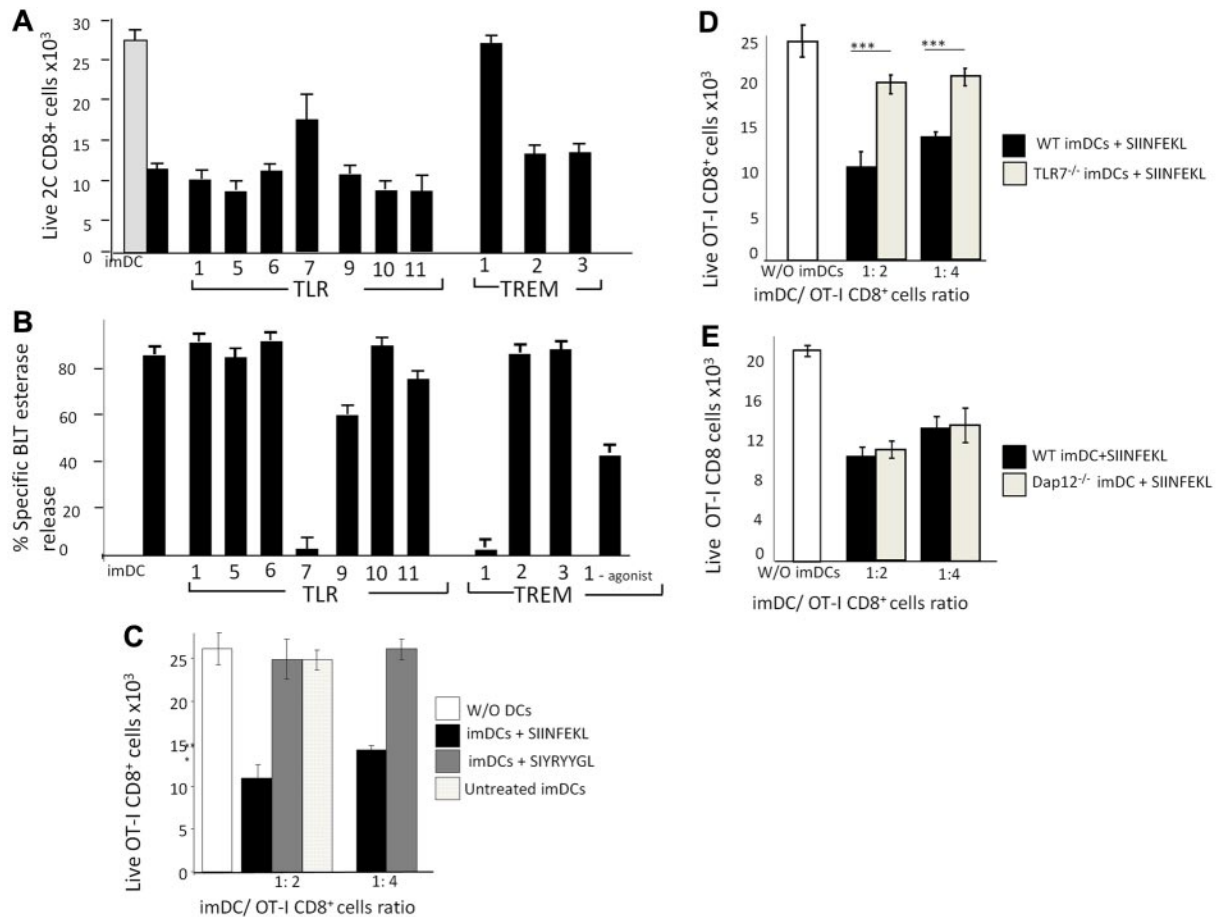 A
Live 2C CD8+ cells x10³
30
25
20
15
10
5
0
imDC
1 5 6 7 9 10 11
TLR
1 2 3
TREM
B
% Specific BLT esterase
release
80
60
40
20
0
imDC
1 5 6 7 9 10 11
TLR
1 2 3 1 - agonist
TREM
C
Live OT-I CD8⁺ cells x10³
25
20
15
**
*
10
5
0
1: 2 1: 4
imDC/ OT-I CD8⁺ cells ratio
W/O DCs
imDCs + SIINFEKL
imDCs + SIYRYYGL
Untreated imDCs
D
Live OT-I CD8⁺ cells x10³
25
20
15
10
5
0
*** ***
W/O imDCs 1: 2 1: 4
imDC/ OT-I CD8⁺ cells ratio
WT imDCs + SIINFEKL
TLR7⁻/⁻ imDCs + SIINFEKL
E
Live OT-I CD8 cells x10³
20
16
12
8
4
0
W/O imDCs 1:2 1:4
imDC/ OT-I CD8⁺ cells ratio
WT imDC+SIINFEKL
Dap12⁻/⁻ imDC + SIINFEKL